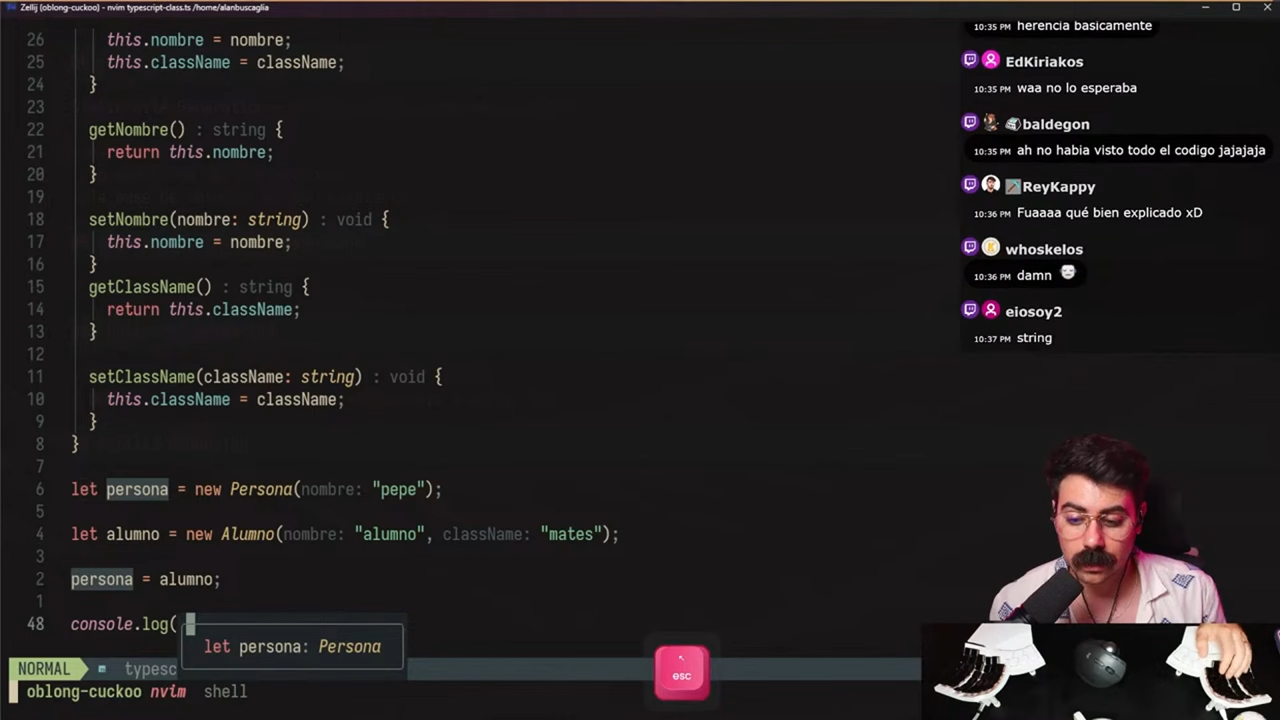 Zellij (oblong-cuckoo) - nvim typescript-class.ts /home/alanbuscaglia
26 this.nombre = nombre;
25 this.className = className;
24 }
23
22 getNombre() : string {
21 return this.nombre;
20 }
19
18 setNombre(nombre: string) : void {
17 this.nombre = nombre;
16 }
15 getClassName() : string {
14 return this.className;
13 }
12
11 setClassName(className: string) : void {
10 this.className = className;
9 }
8 }
7
6 let persona = new Persona(nombre: "pepe");
5
4 let alumno = new Alumno(nombre: "alumno", className: "mates");
3
2 persona = alumno;
1
48 console.log(
let persona: Persona
NORMAL typesc
oblong-cuckoo nvim shell
esc
10:35 PM herencia basicamente
EdKiriakos
10:35 PM waa no lo esperaba
baldegon
10:35 PM ah no habia visto todo el codigo jajajaja
ReyKappy
10:36 PM Fuaaaa qué bien explicado xD
whoskelos
10:36 PM damn
eiosoy2
10:37 PM string